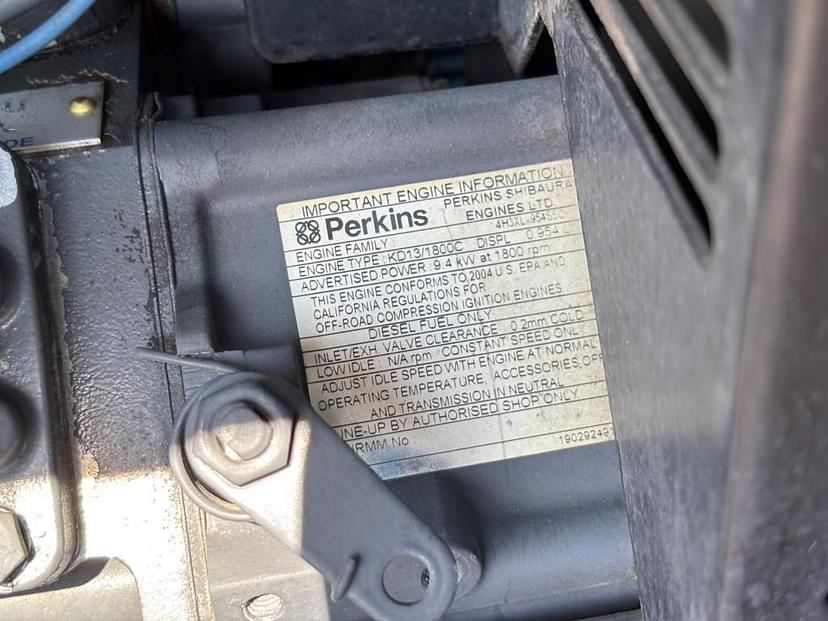 IMPORTANT ENGINE INFORMATION
Perkins PERKINS SHIBAURA
ENGINES LTD
ENGINE FAMILY 4H3XL-954S5C
ENGINE TYPE : KD13/1800C DISPL 0.954 L
ADVERTISED POWER: 9.4 kW at 1800 rpm
THIS ENGINE CONFORMS TO 2004 U.S. EPA AND
CALIFORNIA REGULATIONS FOR
OFF-ROAD COMPRESSION IGNITION ENGINES
DIESEL FUEL ONLY
INLET/EXH. VALVE CLEARANCE : 0.2mm COLD
LOW IDLE : N/A rpm CONSTANT SPEED ONLY
ADJUST IDLE SPEED WITH ENGINE AT NORMAL
OPERATING TEMPERATURE, ACCESSORIES OFF
AND TRANSMISSION IN NEUTRAL
NE-UP BY AUTHORISED SHOP ONLY
RMM No